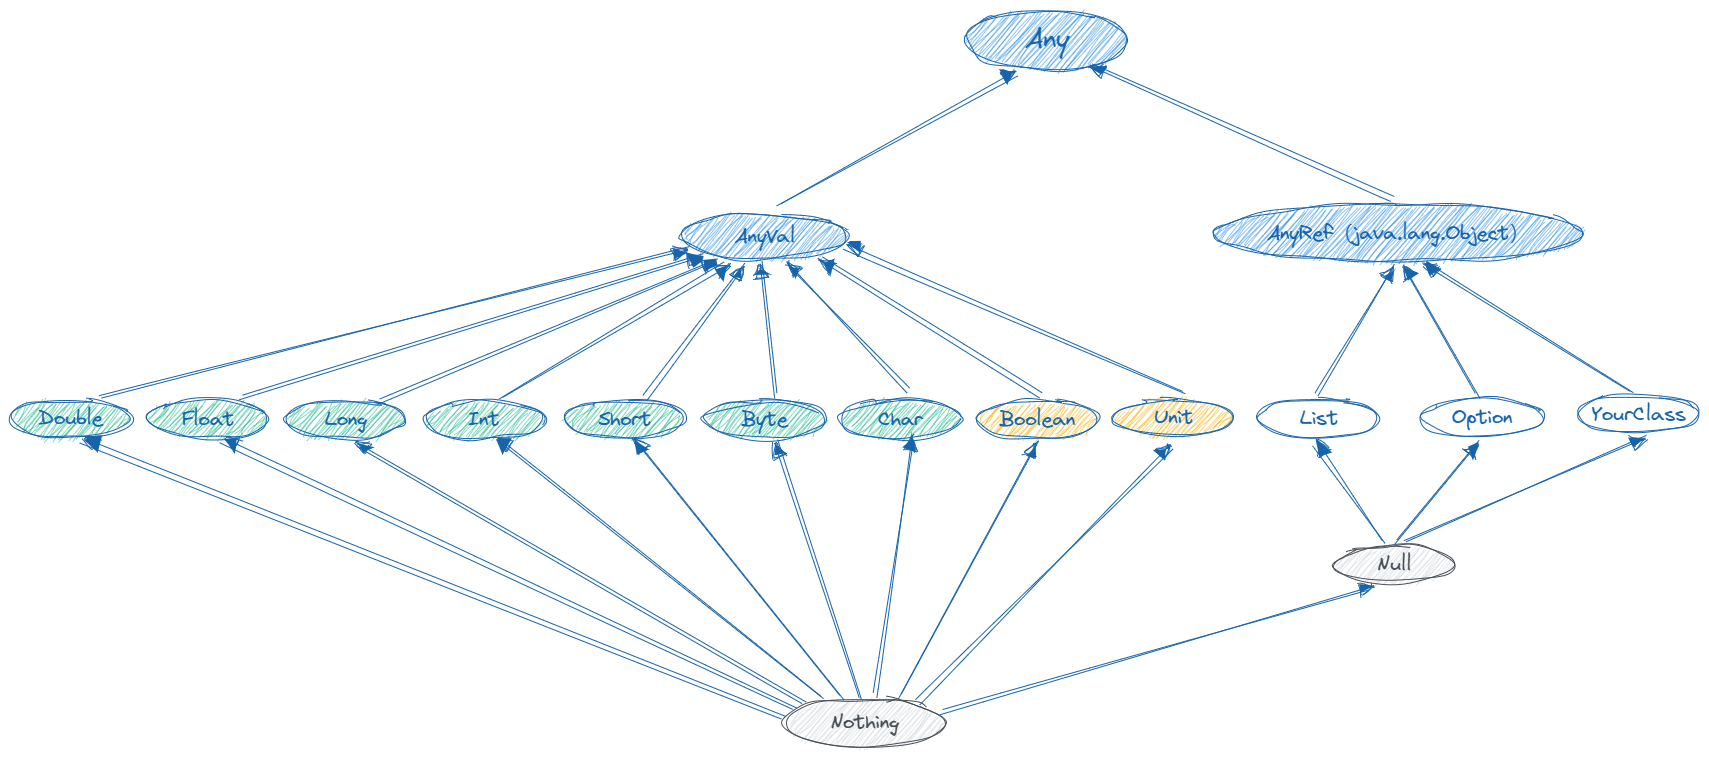 Any
AnyVal
AnyRef (java.lang.Object)
Double
Float
Long
Int
Short
Byte
Char
Boolean
Unit
List
Option
YourClass
Null
Nothing